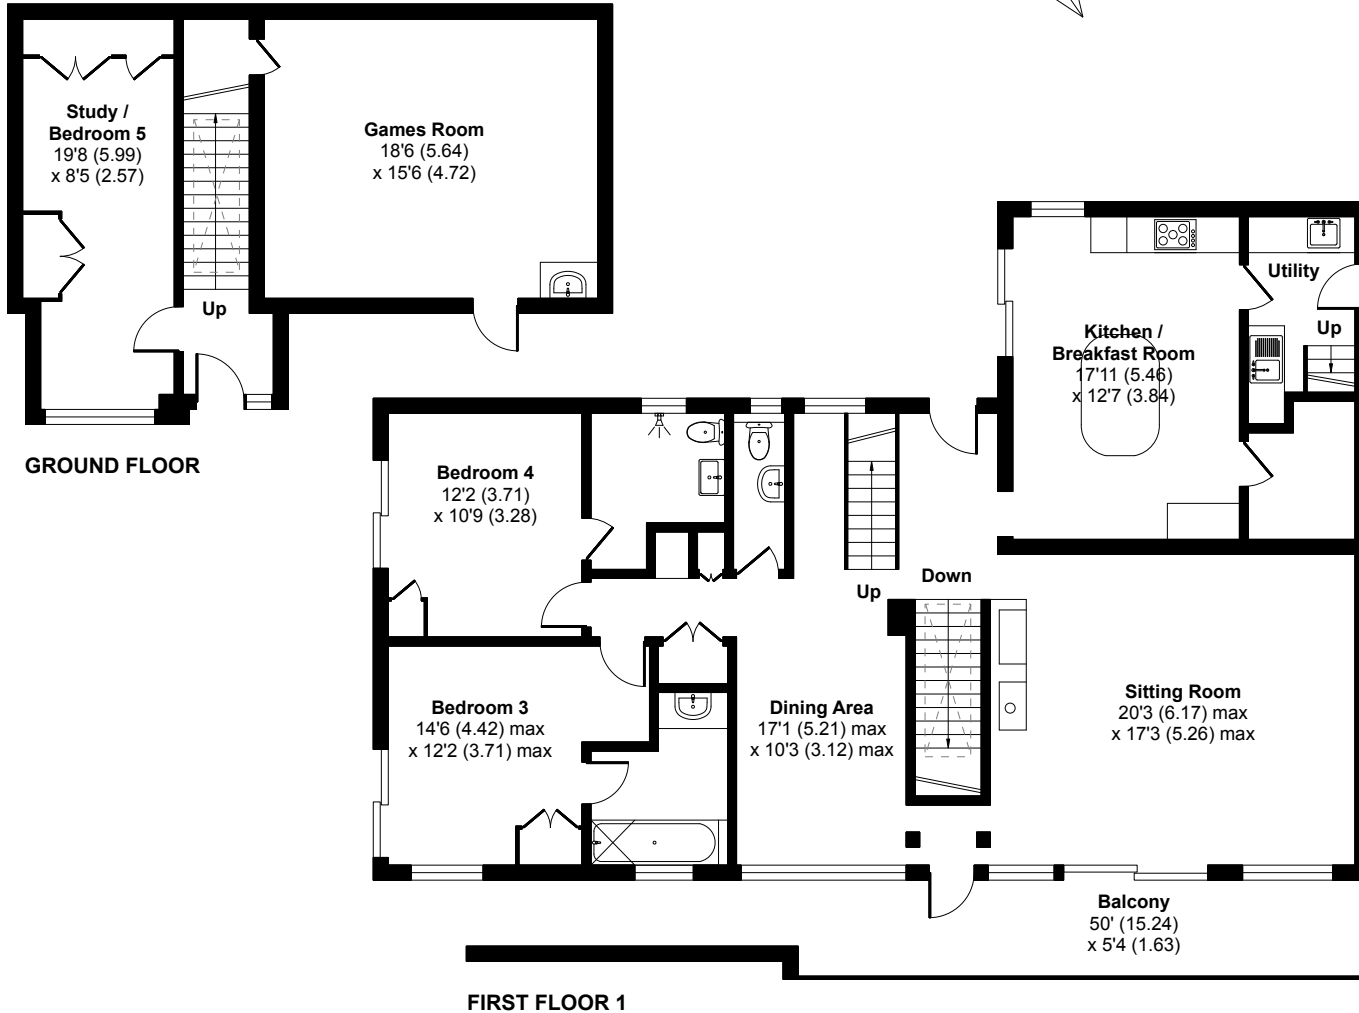 Study /
Bedroom 5
19'8 (5.99)
x 8'5 (2.57)
Games Room
18'6 (5.64)
x 15'6 (4.72)
Up
GROUND FLOOR
Utility
Up
Kitchen /
Breakfast Room
17'11 (5.46)
x 12'7 (3.84)
Bedroom 4
12'2 (3.71)
x 10'9 (3.28)
Up
Down
Bedroom 3
14'6 (4.42) max
x 12'2 (3.71) max
Dining Area
17'1 (5.21) max
x 10'3 (3.12) max
Sitting Room
20'3 (6.17) max
x 17'3 (5.26) max
Balcony
50' (15.24)
x 5'4 (1.63)
FIRST FLOOR 1